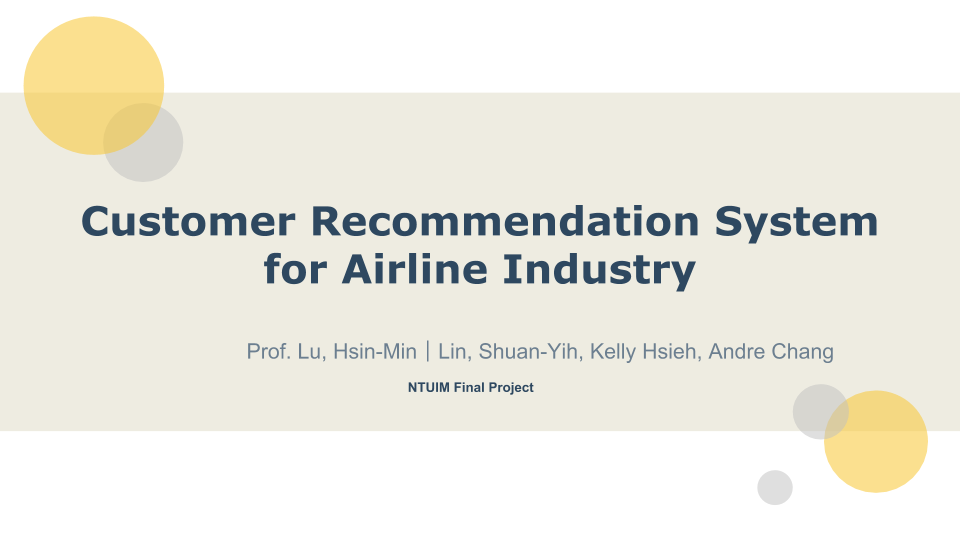 Customer Recommendation System
for Airline Industry
Prof. Lu, Hsin-Min｜Lin, Shuan-Yih, Kelly Hsieh, Andre Chang
NTUIM Final Project